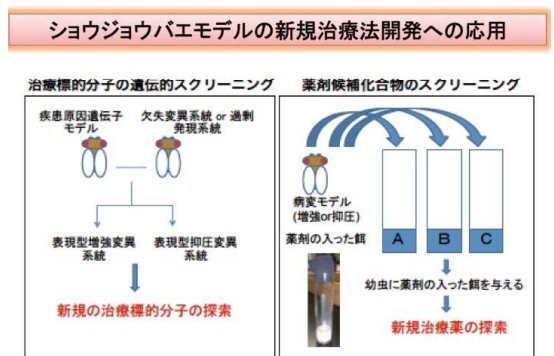 ショウジョウバエモデルの新規治療法開発への応用
治療標的分子の遺伝的スクリーニング
疾患原因遺伝子
モデル
欠失変異系統 or 過剰
発現系統
表現型増強変異
系統
表現型抑圧変異
系統
新規の治療標的分子の探索
薬剤候補化合物のスクリーニング
病変モデル
(増強or抑圧)
薬剤の入った餌
A
B
C
幼虫に薬剤の入った餌を与える
新規治療薬の探索